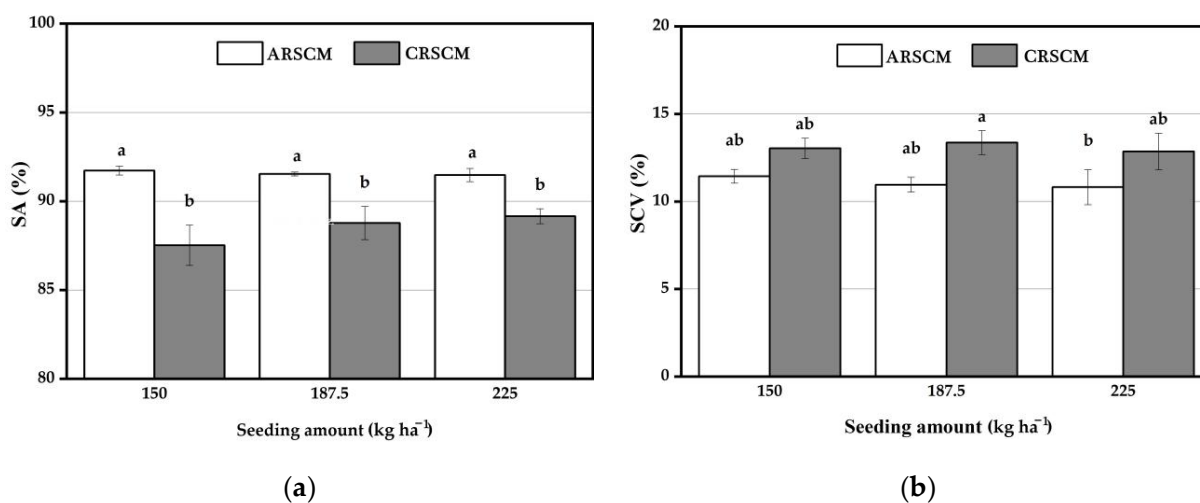 100
95
90
85
80
SA (%)
ARSCM
CRSCM
a
b
a
b
a
b
150
187.5
225
Seeding amount (kg ha⁻¹)
(a)
20
15
10
5
0
SCV (%)
ARSCM
CRSCM
ab
ab
ab
a
b
ab
150
187.5
225
Seeding amount (kg ha⁻¹)
(b)